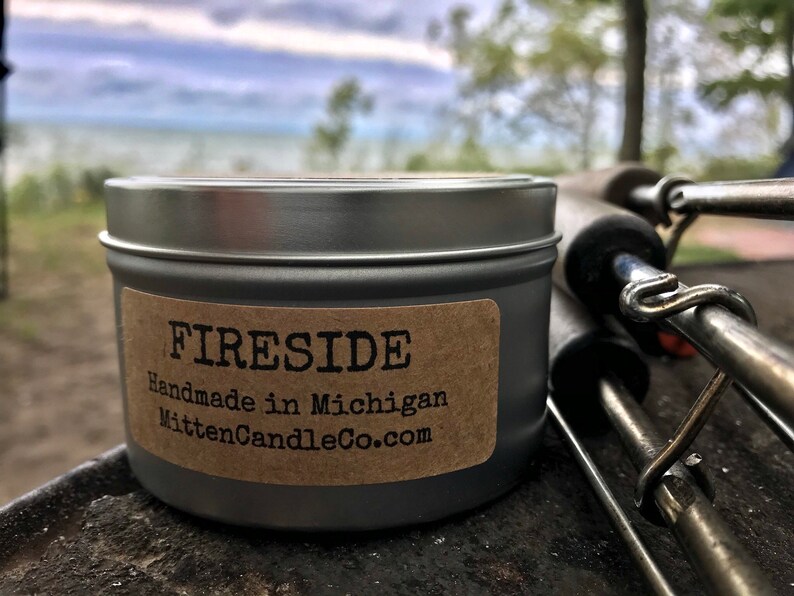 FIRESIDE
Handmade in Michigan
MittenCandleCo.com